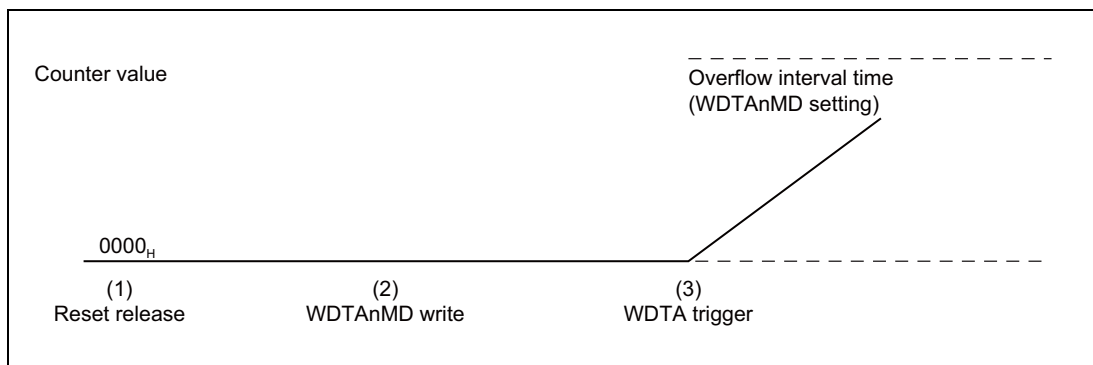 Counter value
Overflow interval time
(WDTAnMD setting)
0000H
(1)
(2)
(3)
Reset release
WDTAnMD write
WDTA trigger